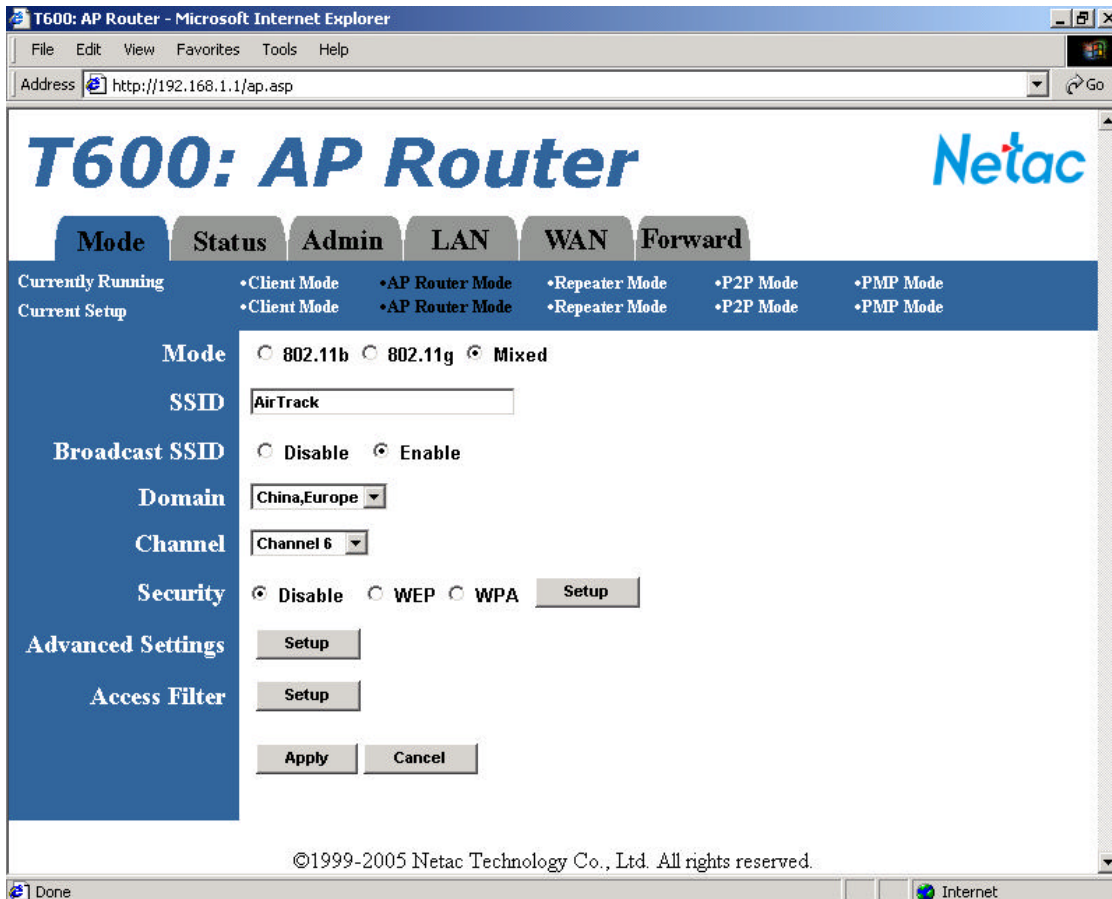 T600: AP Router - Microsoft Internet Explorer
File Edit View Favorites Tools Help
Address http://192.168.1.1/ap.asp Go
T600: AP Router Netac
Mode Status Admin LAN WAN Forward
Currently Running •Client Mode •AP Router Mode •Repeater Mode •P2P Mode •PMP Mode
Current Setup •Client Mode •AP Router Mode •Repeater Mode •P2P Mode •PMP Mode
Mode 802.11b 802.11g Mixed
SSID AirTrack
Broadcast SSID Disable Enable
Domain China,Europe
Channel Channel 6
Security Disable WEP WPA Setup
Advanced Settings Setup
Access Filter Setup
Apply Cancel
©1999-2005 Netac Technology Co., Ltd. All rights reserved.
Done Internet